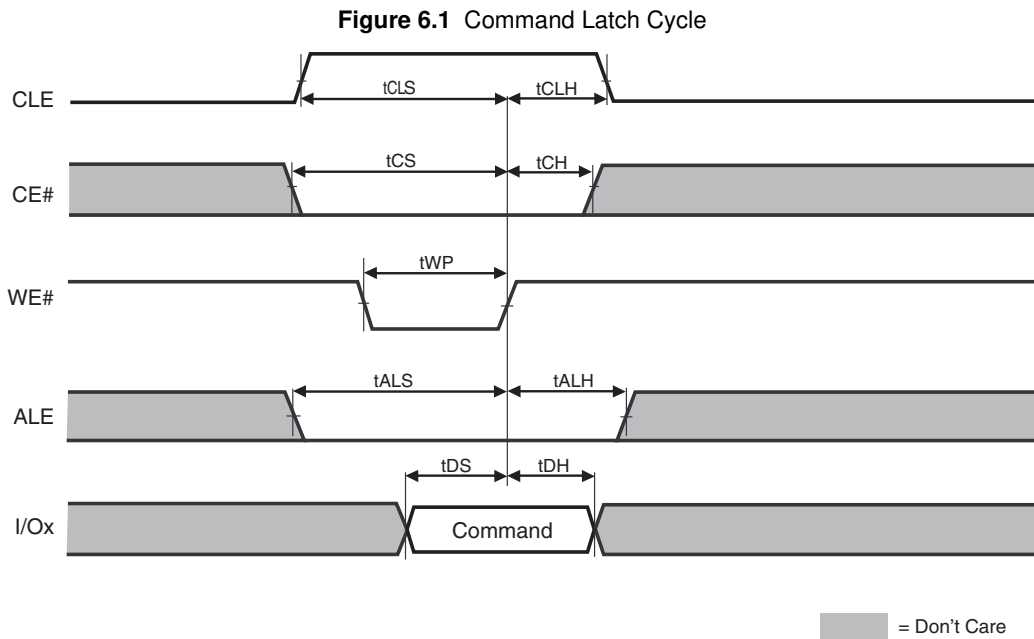 Figure 6.1 Command Latch Cycle
CLE
tCLS
tCLH
CE#
tCS
tCH
WE#
tWP
ALE
tALS
tALH
I/Ox
tDS
tDH
Command
= Don't Care